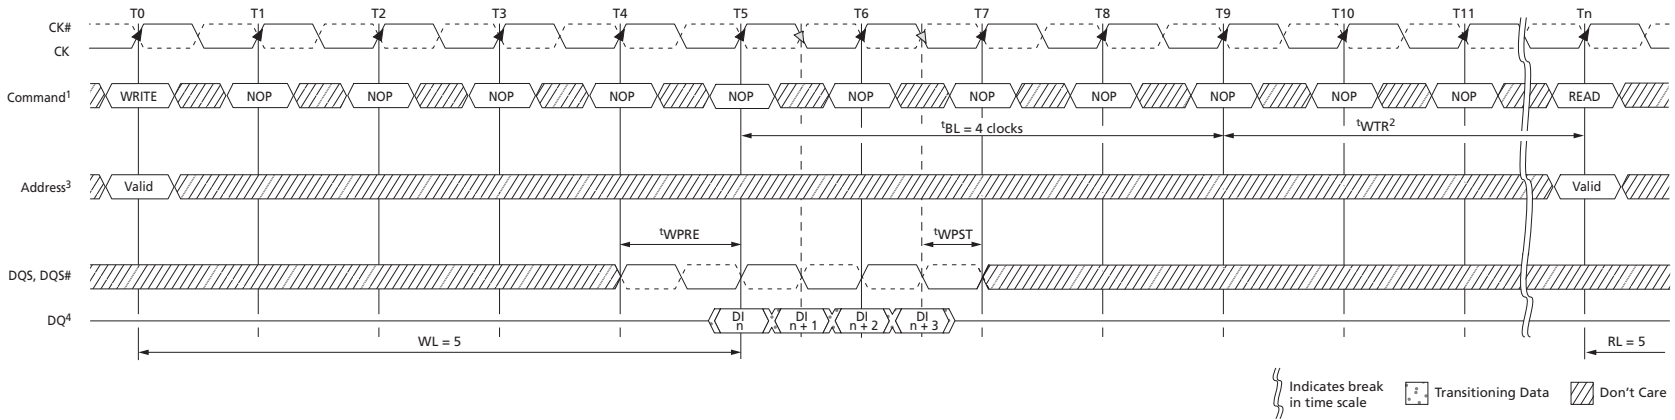 T0 T1 T2 T3 T4 T5 T6 T7 T8 T9 T10 T11 Tn
CK#
CK
Command¹ WRITE NOP NOP NOP NOP NOP NOP NOP NOP NOP NOP NOP READ
tBL = 4 clocks tWTR²
Address³ Valid Valid
tWPRE tWPST
DQS, DQS#
DQ⁴ DI n DI n + 1 DI n + 2 DI n + 3
WL = 5 RL = 5
Indicates break
in time scale
Transitioning Data
Don't Care